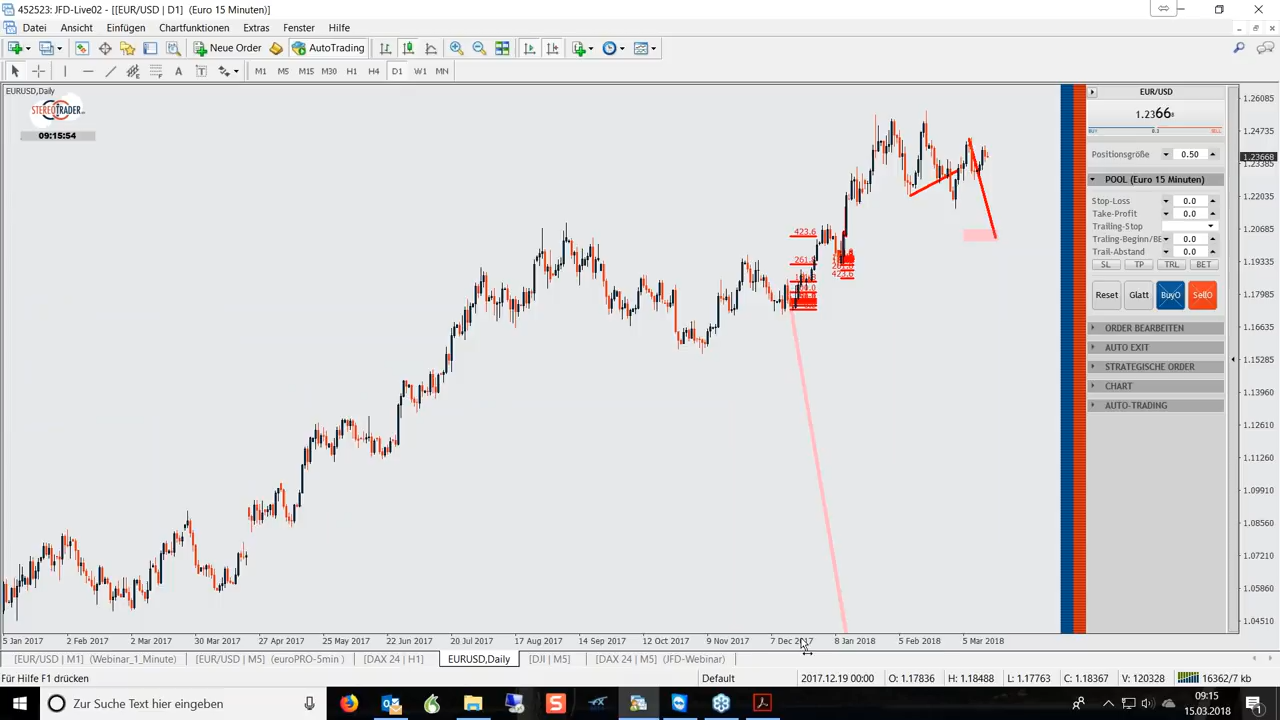 452523: JFD-Live02 - [[EUR/USD | D1] (Euro 15 Minuten)]
Datei Ansicht Einfügen Chartfunktionen Extras Fenster Hilfe
Neue Order AutoTrading
A T M1 M5 M15 M30 H1 H4 D1 W1 MN
EURUSD,Daily
STEREOTRADER
09:15:54
423.6
261.8
423.6
EUR/USD
1.23668
BUY 0.3 SELL
Positionsgröße 0.50
POOL (Euro 15 Minuten)
Stop-Loss 0.0
Take-Profit 0.0
Trailing-Stop
Traling-Beginn/BE 0.0
Trail-Abstand 0.0
SL TP TRL BET
Reset Glatt BuyO SellO
ORDER BEARBEITEN
AUTO EXIT
STRATEGISCHE ORDER
CHART
AUTO-TRADING
1.26085
1.24735
1.23668
1.23385
1.22035
1.20685
1.19335
1.17985
1.16635
1.15285
1.13960
1.12610
1.11260
1.09910
1.08560
1.07210
1.05860
1.04510
5 Jan 2017 2 Feb 2017 2 Mar 2017 30 Mar 2017 27 Apr 2017 25 May 2017 22 Jun 2017 20 Jul 2017 17 Aug 2017 14 Sep 2017 12 Oct 2017 9 Nov 2017 7 Dec 2017 8 Jan 2018 5 Feb 2018 5 Mar 2018
[EUR/USD | M1] (Webinar_1_Minute) [EUR/USD | M5] (euroPRO-5min ) [DAX 24 | H1] EURUSD,Daily [DJI | M5] [DAX 24 | M5] (JFD-Webinar)
Für Hilfe F1 drücken Default 2017.12.19 00:00 O: 1.17836 H: 1.18488 L: 1.17763 C: 1.18367 V: 120328 16362/7 kb
Zur Suche Text hier eingeben 09:15
15.03.2018